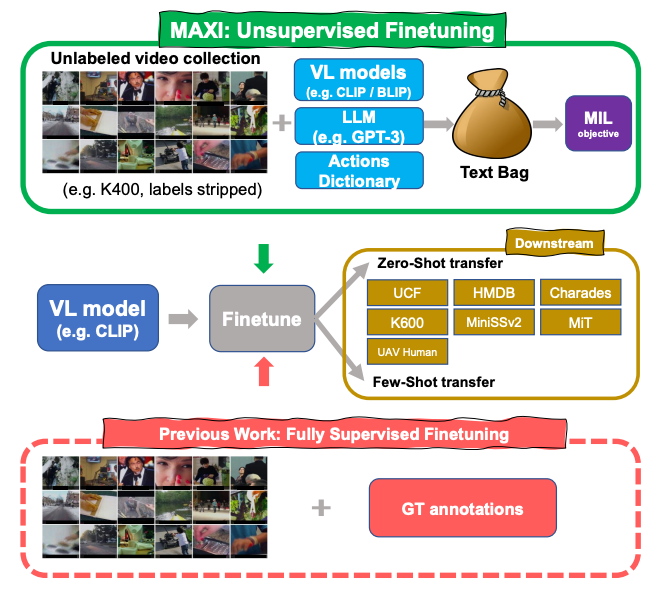 MAXI: Unsupervised Finetuning
Unlabeled video collection
(e.g. K400, labels stripped)
+
VL models
(e.g. CLIP / BLIP)
LLM
(e.g. GPT-3)
Actions
Dictionary
Text Bag
MIL
objective
VL model
(e.g. CLIP)
Finetune
Downstream
Zero-Shot transfer
UCF
HMDB
Charades
K600
MiniSSv2
MiT
UAV Human
Few-Shot transfer
Previous Work: Fully Supervised Finetuning
+
GT annotations